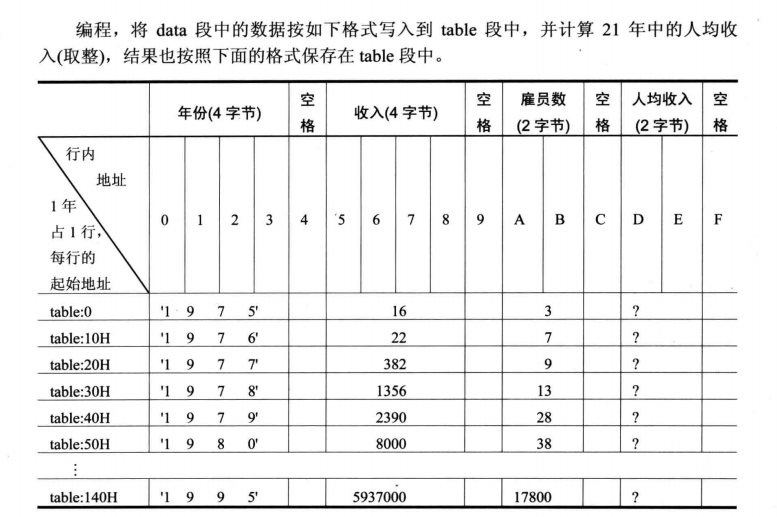 编程，将 data 段中的数据按如下格式写入到 table 段中，并计算 21 年中的人均收
入(取整)，结果也按照下面的格式保存在 table 段中。
年份(4 字节) 空格 收入(4 字节) 空格 雇员数(2 字节) 空格 人均收入(2 字节) 空格
行内地址
1 年占 1 行，每行的起始地址
0 1 2 3 4 5 6 7 8 9 A B C D E F
table:0 '1 9 7 5' 16 3 ?
table:10H '1 9 7 6' 22 7 ?
table:20H '1 9 7 7' 382 9 ?
table:30H '1 9 7 8' 1356 13 ?
table:40H '1 9 7 9' 2390 28 ?
table:50H '1 9 8 0' 8000 38 ?
⋮
table:140H '1 9 9 5' 5937000 17800 ?